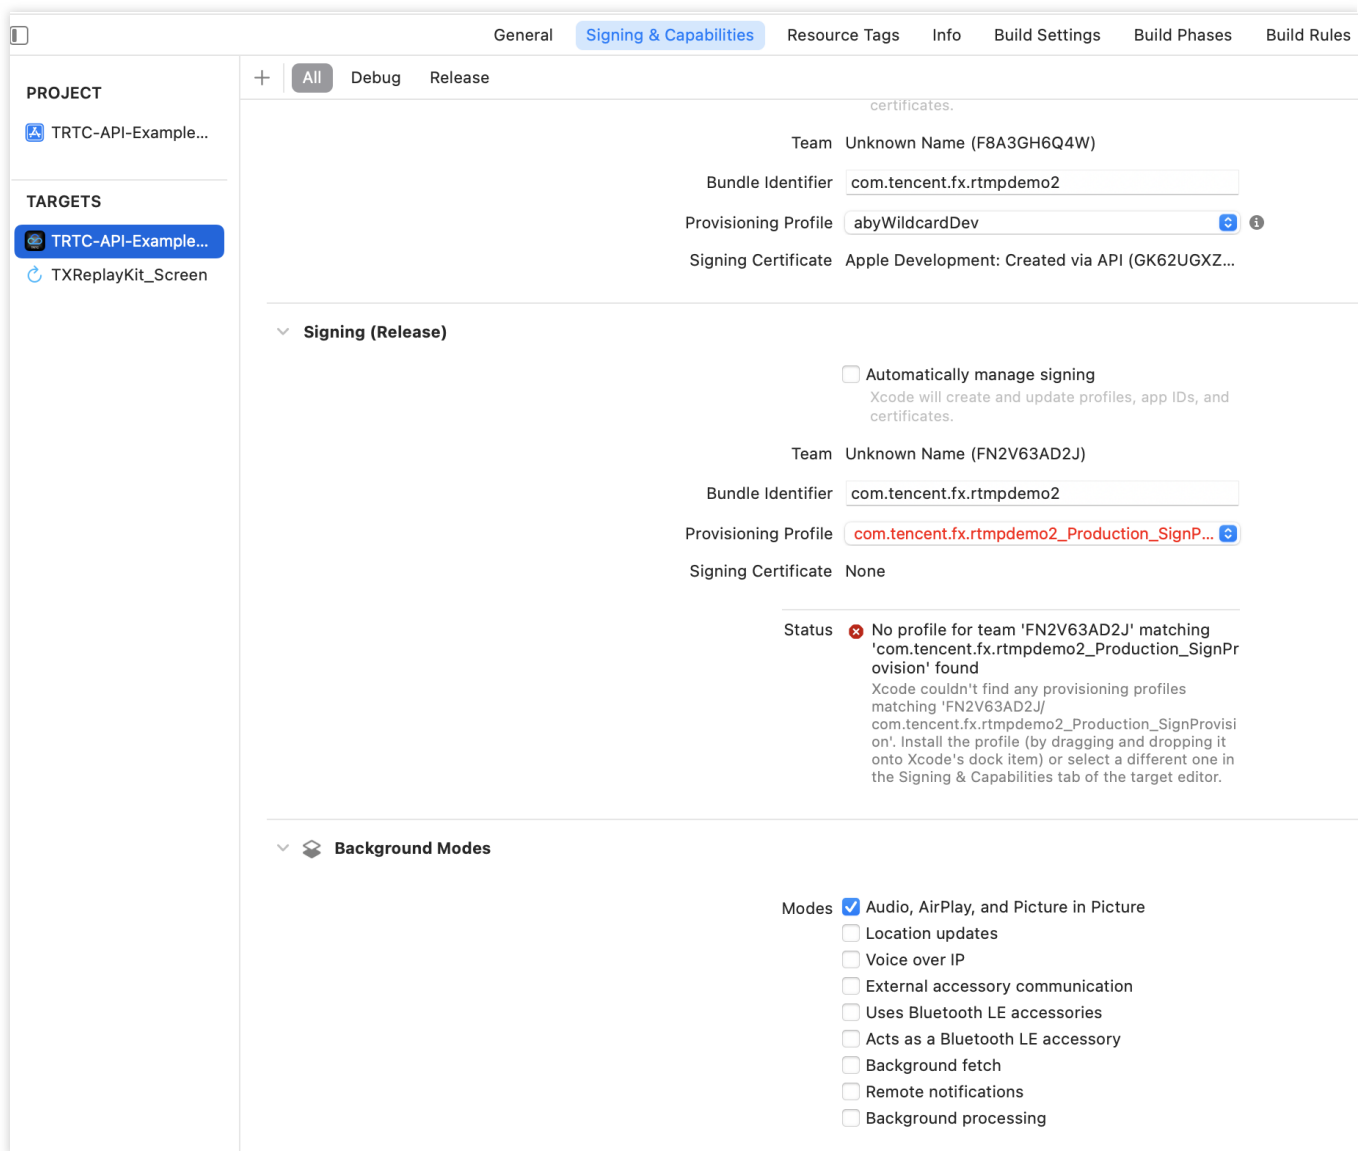 General
Signing & Capabilities
Resource Tags
Info
Build Settings
Build Phases
Build Rules
PROJECT
TRTC-API-Example...
TARGETS
TRTC-API-Example...
TXReplayKit_Screen
All
Debug
Release
certificates.
Team Unknown Name (F8A3GH6Q4W)
Bundle Identifier com.tencent.fx.rtmpdemo2
Provisioning Profile abyWildcardDev
Signing Certificate Apple Development: Created via API (GK62UGXZ...
Signing (Release)
Automatically manage signing
Xcode will create and update profiles, app IDs, and
certificates.
Team Unknown Name (FN2V63AD2J)
Bundle Identifier com.tencent.fx.rtmpdemo2
Provisioning Profile com.tencent.fx.rtmpdemo2_Production_SignP...
Signing Certificate None
Status No profile for team 'FN2V63AD2J' matching
'com.tencent.fx.rtmpdemo2_Production_SignPr
ovision' found
Xcode couldn't find any provisioning profiles
matching 'FN2V63AD2J/
com.tencent.fx.rtmpdemo2_Production_SignProvisi
on'. Install the profile (by dragging and dropping it
onto Xcode's dock item) or select a different one in
the Signing & Capabilities tab of the target editor.
Background Modes
Modes Audio, AirPlay, and Picture in Picture
Location updates
Voice over IP
External accessory communication
Uses Bluetooth LE accessories
Acts as a Bluetooth LE accessory
Background fetch
Remote notifications
Background processing